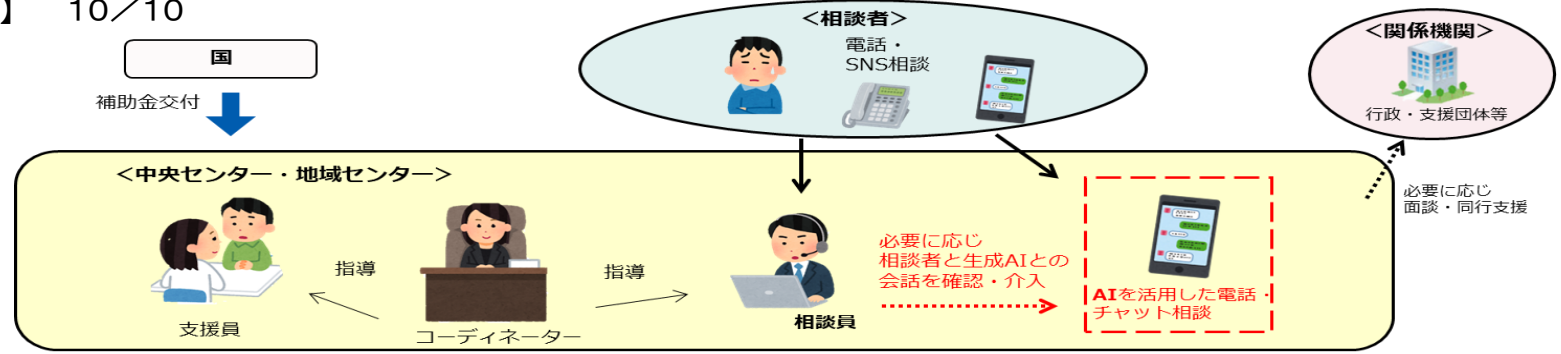 】 10/10
国
補助金交付
＜相談者＞
電話・
SNS相談
＜関係機関＞
行政・支援団体等
＜中央センター・地域センター＞
必要に応じ
面談・同行支援
指導
指導
支援員
コーディネーター
相談員
必要に応じ
相談者と生成AIとの
会話を確認・介入
AIを活用した電話・
チャット相談